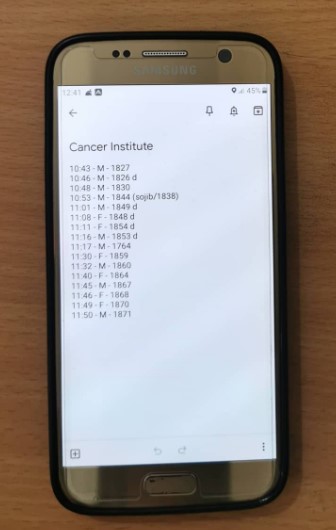 SAMSUNG
12:41
45%
Cancer Institute
10:43 - M - 1827
10:46 - M - 1826 d
10:48 - M - 1830
10:53 - M - 1844 (sojib/1838)
11:01 - M - 1849 d
11:08 - F - 1848 d
11:11 - F - 1854 d
11:16 - M - 1853 d
11:17 - M - 1764
11:30 - F - 1859
11:32 - M - 1860
11:40 - F - 1864
11:45 - M - 1867
11:46 - F - 1868
11:49 - F - 1870
11:50 - M - 1871